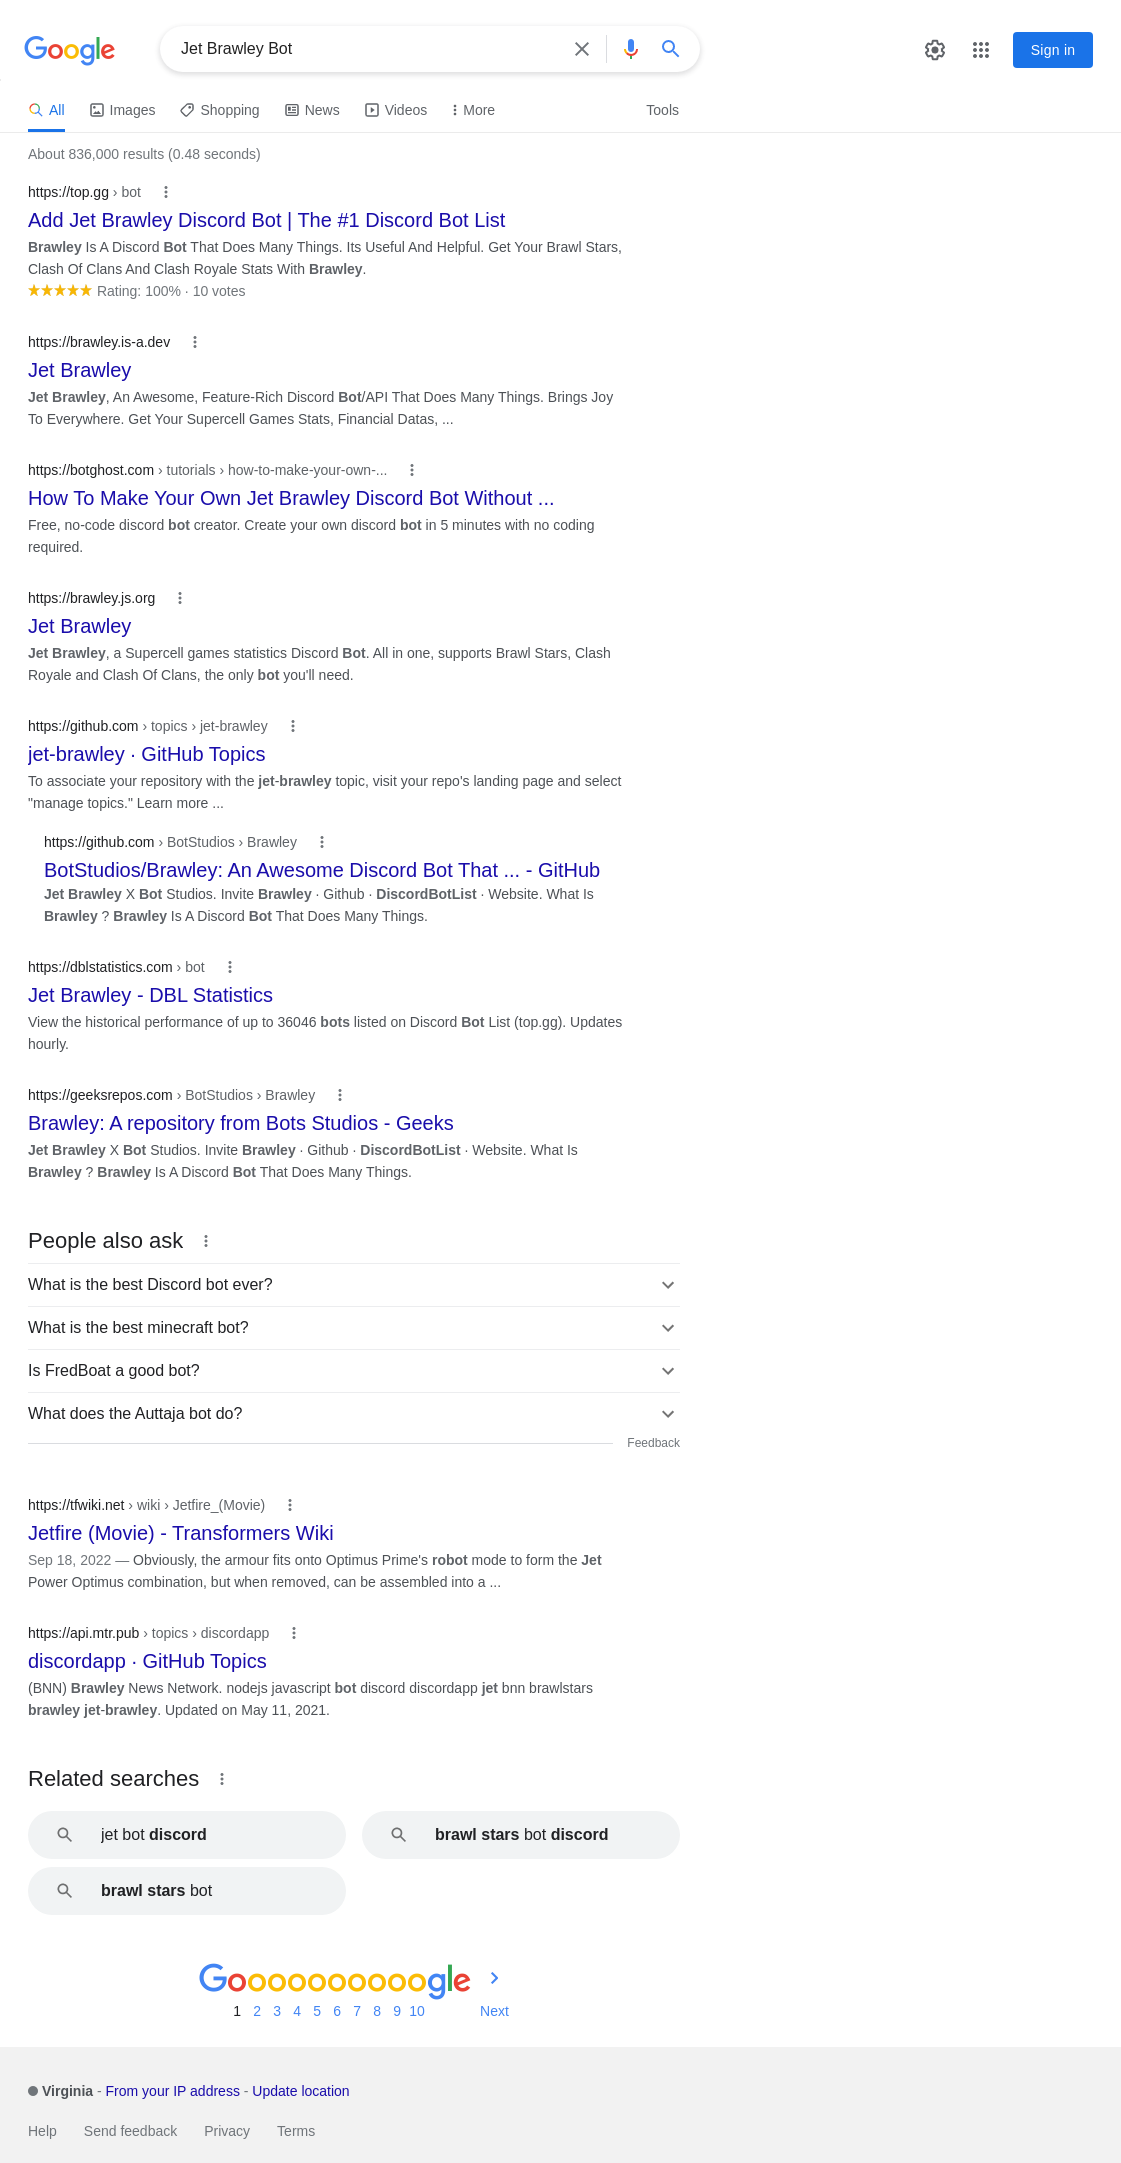 Google
Jet Brawley Bot
Sign in
All Images Shopping News Videos More Tools
About 836,000 results (0.48 seconds)
https://top.gg › bot
Add Jet Brawley Discord Bot | The #1 Discord Bot List
Brawley Is A Discord Bot That Does Many Things. Its Useful And Helpful. Get Your Brawl Stars,
Clash Of Clans And Clash Royale Stats With Brawley.
Rating: 100% · 10 votes
https://brawley.is-a.dev
Jet Brawley
Jet Brawley, An Awesome, Feature-Rich Discord Bot/API That Does Many Things. Brings Joy
To Everywhere. Get Your Supercell Games Stats, Financial Datas, ...
https://botghost.com › tutorials › how-to-make-your-own-...
How To Make Your Own Jet Brawley Discord Bot Without ...
Free, no-code discord bot creator. Create your own discord bot in 5 minutes with no coding
required.
https://brawley.js.org
Jet Brawley
Jet Brawley, a Supercell games statistics Discord Bot. All in one, supports Brawl Stars, Clash
Royale and Clash Of Clans, the only bot you'll need.
https://github.com › topics › jet-brawley
jet-brawley · GitHub Topics
To associate your repository with the jet-brawley topic, visit your repo's landing page and select
"manage topics." Learn more ...
https://github.com › BotStudios › Brawley
BotStudios/Brawley: An Awesome Discord Bot That ... - GitHub
Jet Brawley X Bot Studios. Invite Brawley · Github · DiscordBotList · Website. What Is
Brawley ? Brawley Is A Discord Bot That Does Many Things.
https://dblstatistics.com › bot
Jet Brawley - DBL Statistics
View the historical performance of up to 36046 bots listed on Discord Bot List (top.gg). Updates
hourly.
https://geeksrepos.com › BotStudios › Brawley
Brawley: A repository from Bots Studios - Geeks
Jet Brawley X Bot Studios. Invite Brawley · Github · DiscordBotList · Website. What Is
Brawley ? Brawley Is A Discord Bot That Does Many Things.
People also ask
What is the best Discord bot ever?
What is the best minecraft bot?
Is FredBoat a good bot?
What does the Auttaja bot do?
Feedback
https://tfwiki.net › wiki › Jetfire_(Movie)
Jetfire (Movie) - Transformers Wiki
Sep 18, 2022 — Obviously, the armour fits onto Optimus Prime's robot mode to form the Jet
Power Optimus combination, but when removed, can be assembled into a ...
https://api.mtr.pub › topics › discordapp
discordapp · GitHub Topics
(BNN) Brawley News Network. nodejs javascript bot discord discordapp jet bnn brawlstars
brawley jet-brawley. Updated on May 11, 2021.
Related searches
jet bot discord
brawl stars bot discord
brawl stars bot
Goooooooooogle
1 2 3 4 5 6 7 8 9 10 Next
Virginia - From your IP address - Update location
Help Send feedback Privacy Terms